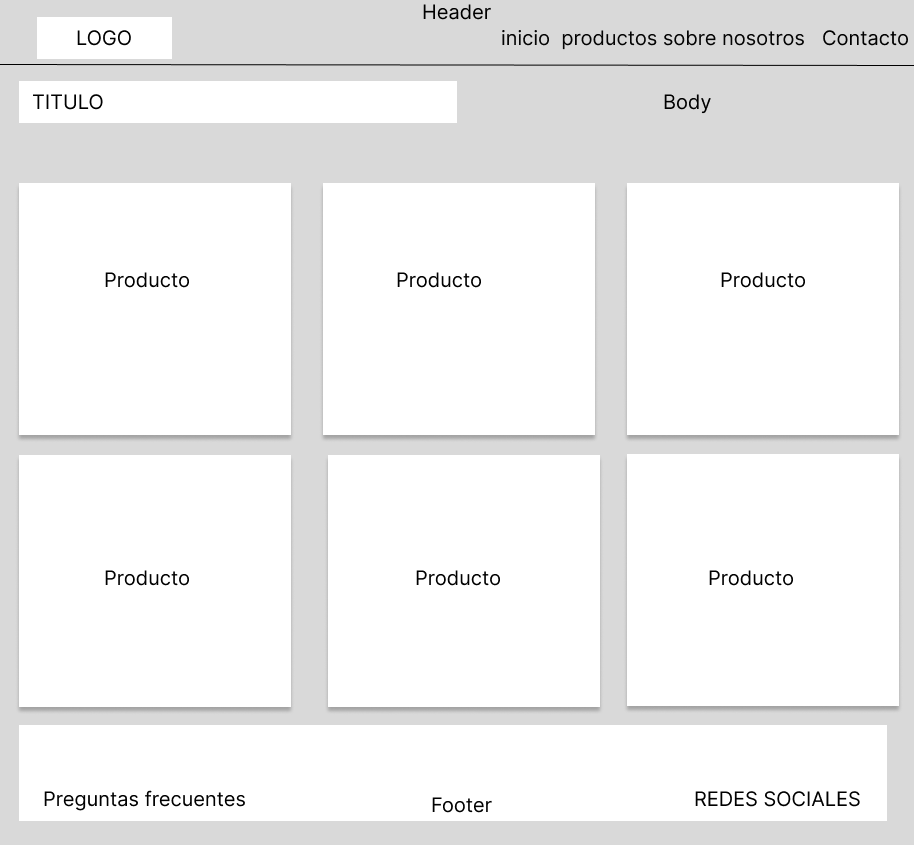 Header
LOGO
inicio productos sobre nosotros Contacto
TITULO
Body
Producto
Producto
Producto
Producto
Producto
Producto
Preguntas frecuentes
Footer
REDES SOCIALES